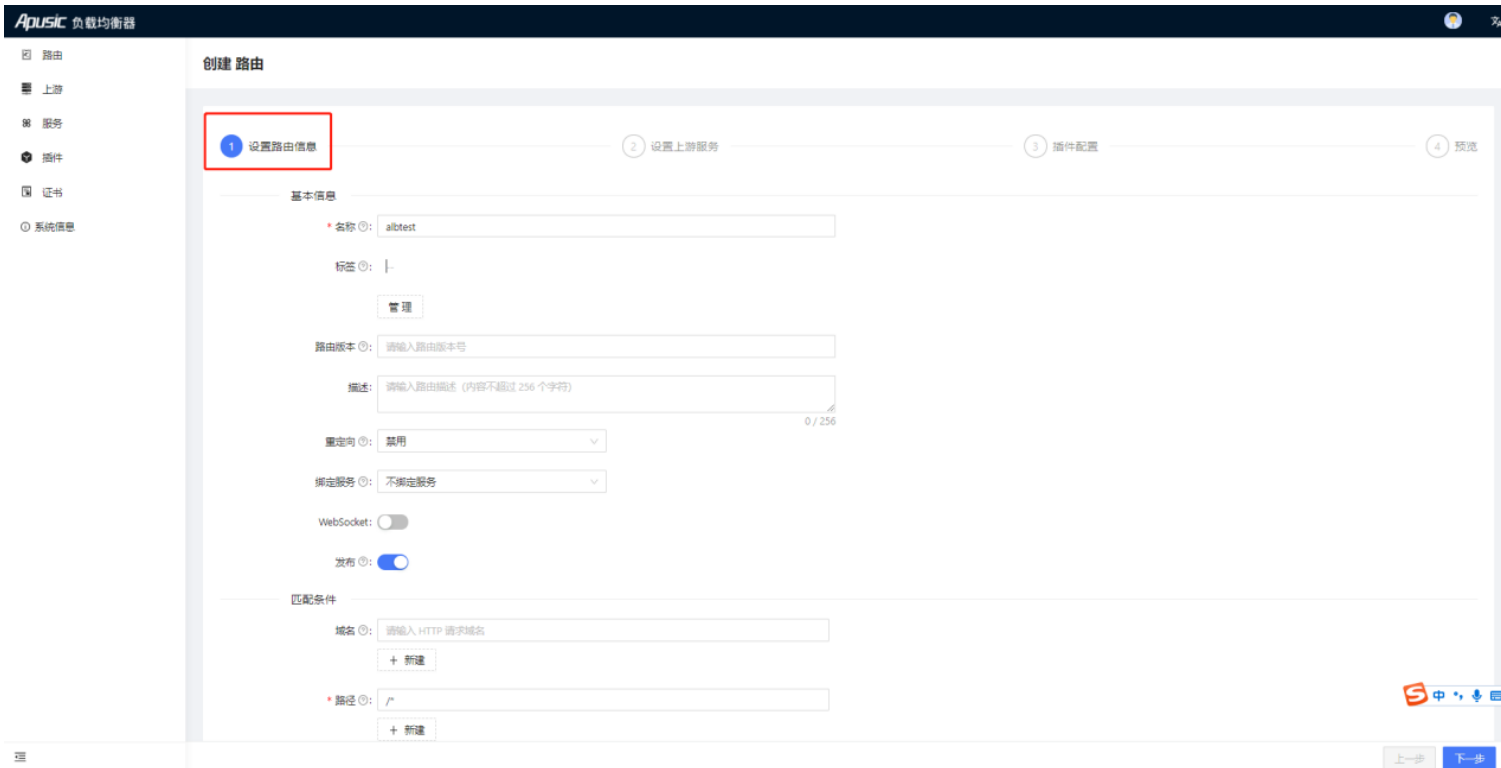 Apusic 负载均衡器
路由
上游
服务
插件
证书
系统信息
创建 路由
1 设置路由信息
2 设置上游服务
3 插件配置
4 预览
基本信息
* 名称 ?: albtest
标签 ?: --
管 理
路由版本 ?: 请输入路由版本号
描述: 请输入路由描述（内容不超过 256 个字符）
0 / 256
重定向 ?: 禁用
绑定服务 ?: 不绑定服务
WebSocket:
发布 ?:
匹配条件
域名 ?: 请输入 HTTP 请求域名
+ 新建
* 路径 ?: /*
+ 新建
S 中
上一步 下一步